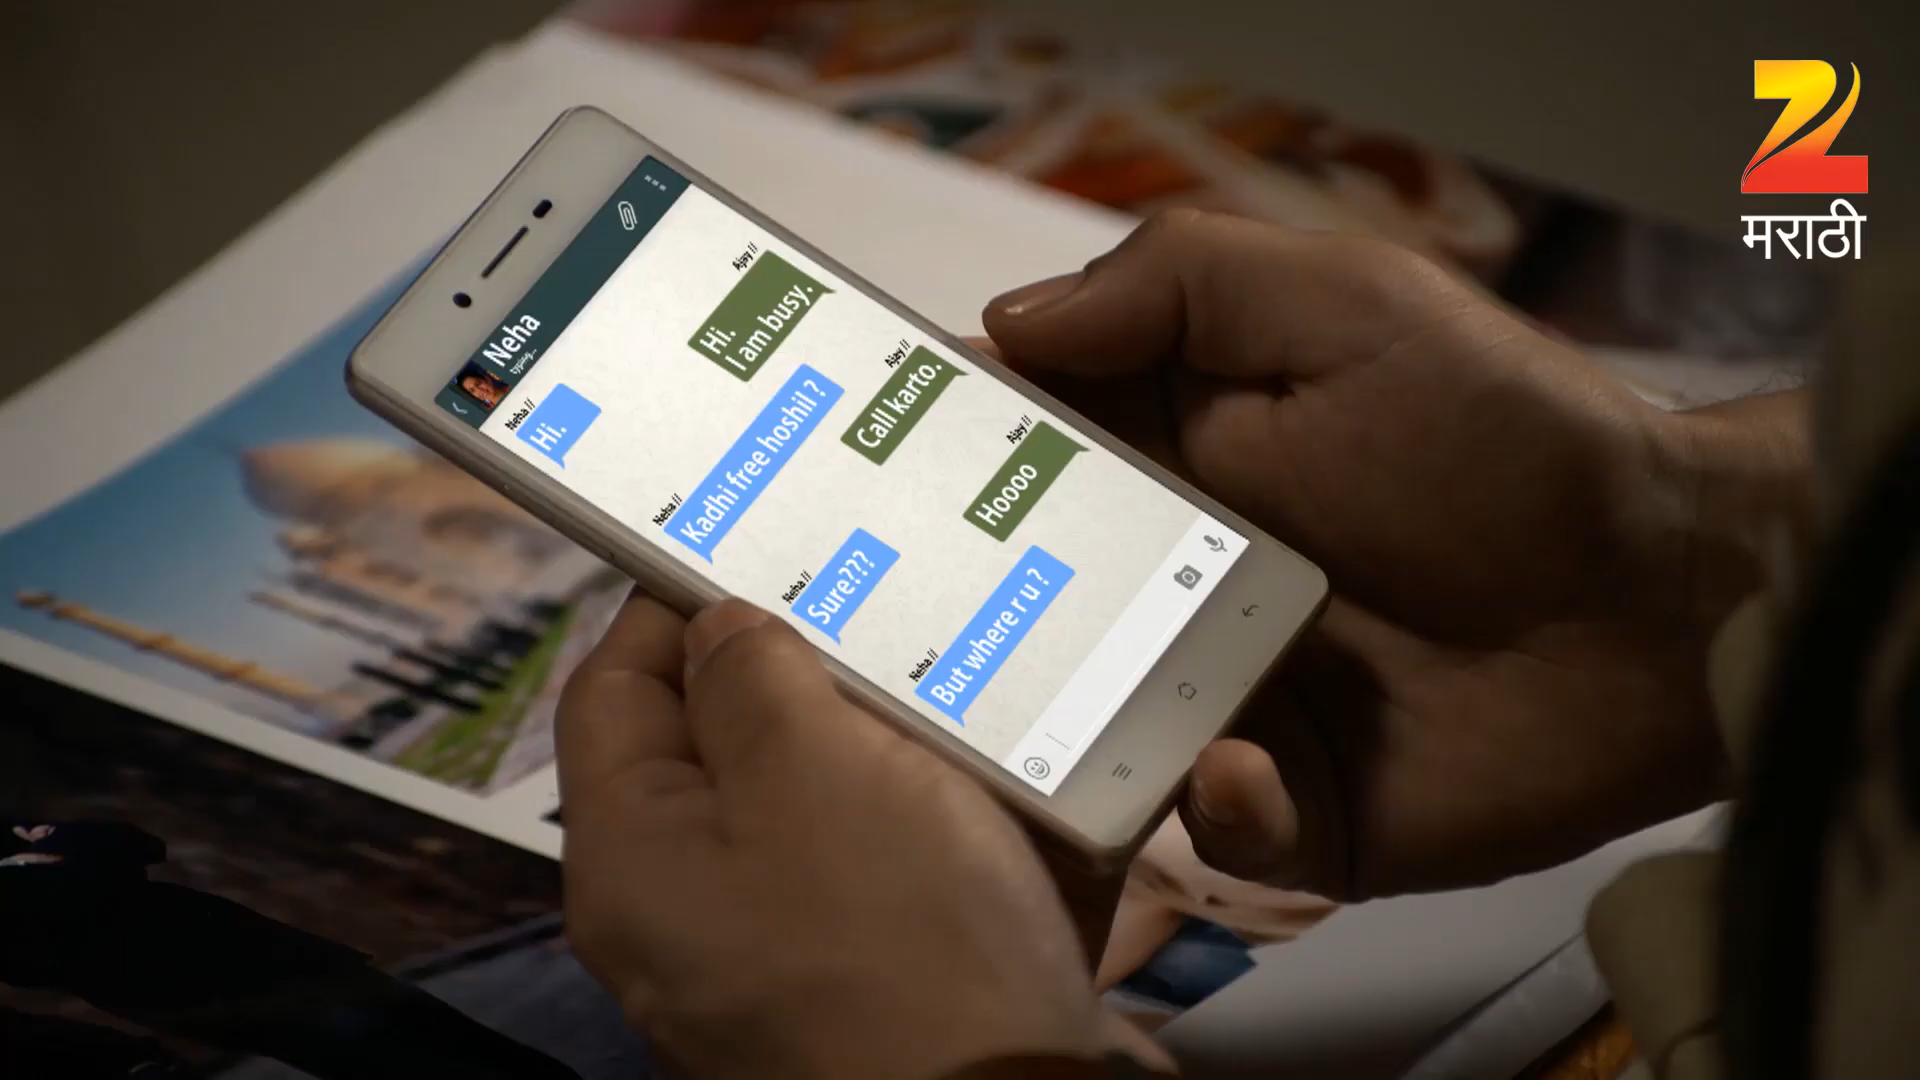 Neha
typing...
Neha //
Hi.
Ajay //
Hi.
I am busy.
Neha //
Kadhi free hoshil ?
Ajay //
Call karto.
Neha //
Sure???
Ajay //
Hoooo
Neha //
But where r u ?
मराठी